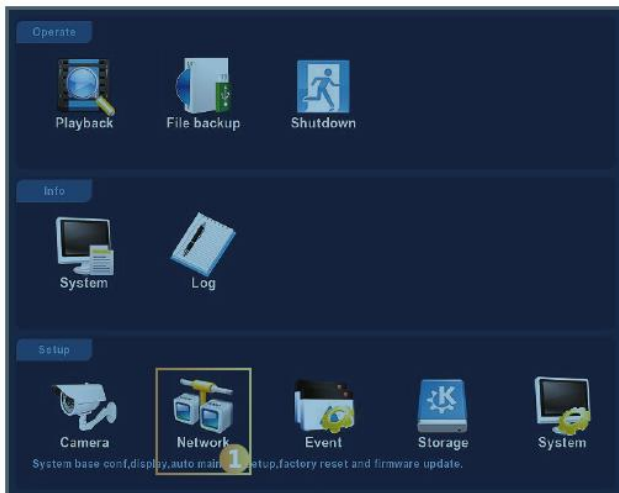 Operate
Playback File backup Shutdown
Info
System Log
Setup
Camera Network Event Storage System
1
System base conf,display,auto main etup,factory reset and firmware update.